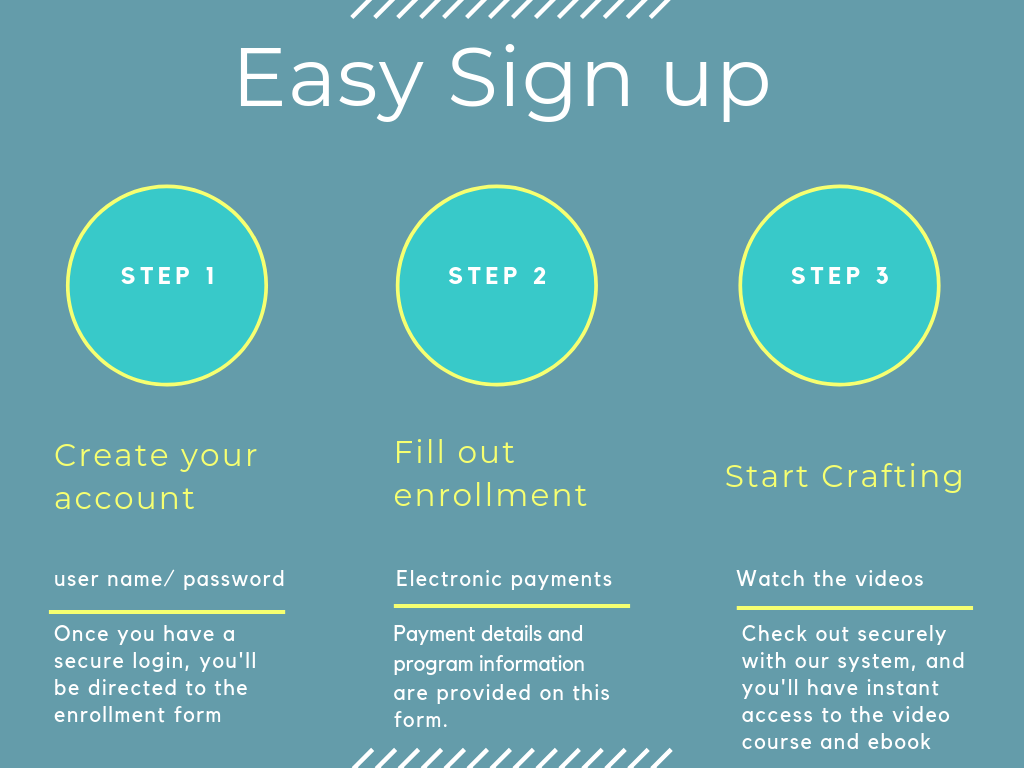 Easy Sign up
STEP 1
Create your
account
user name/ password
Once you have a
secure login, you'll
be directed to the
enrollment form
STEP 2
Fill out
enrollment
Electronic payments
Payment details and
program information
are provided on this
form.
STEP 3
Start Crafting
Watch the videos
Check out securely
with our system, and
you'll have instant
access to the video
course and ebook